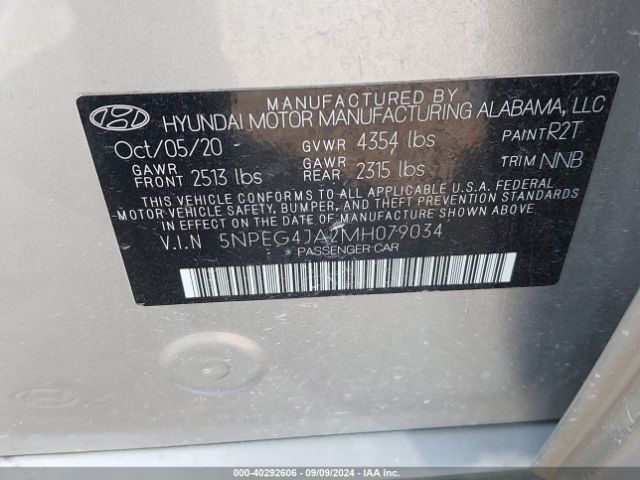 MANUFACTURED BY
HYUNDAI MOTOR MANUFACTURING ALABAMA, LLC
Oct/05/20 GVWR 4354 lbs PAINT R2T
GAWR FRONT 2513 lbs GAWR REAR 2315 lbs TRIM NNB
THIS VEHICLE CONFORMS TO ALL APPLICABLE U.S.A. FEDERAL
MOTOR VEHICLE SAFETY, BUMPER, AND THEFT PREVENTION STANDARDS
IN EFFECT ON THE DATE OF MANUFACTURE SHOWN ABOVE.
V.I.N 5NPEG4JA2MH079034
PASSENGER CAR
000-40292606 - 09/09/2024 - IAA Inc.